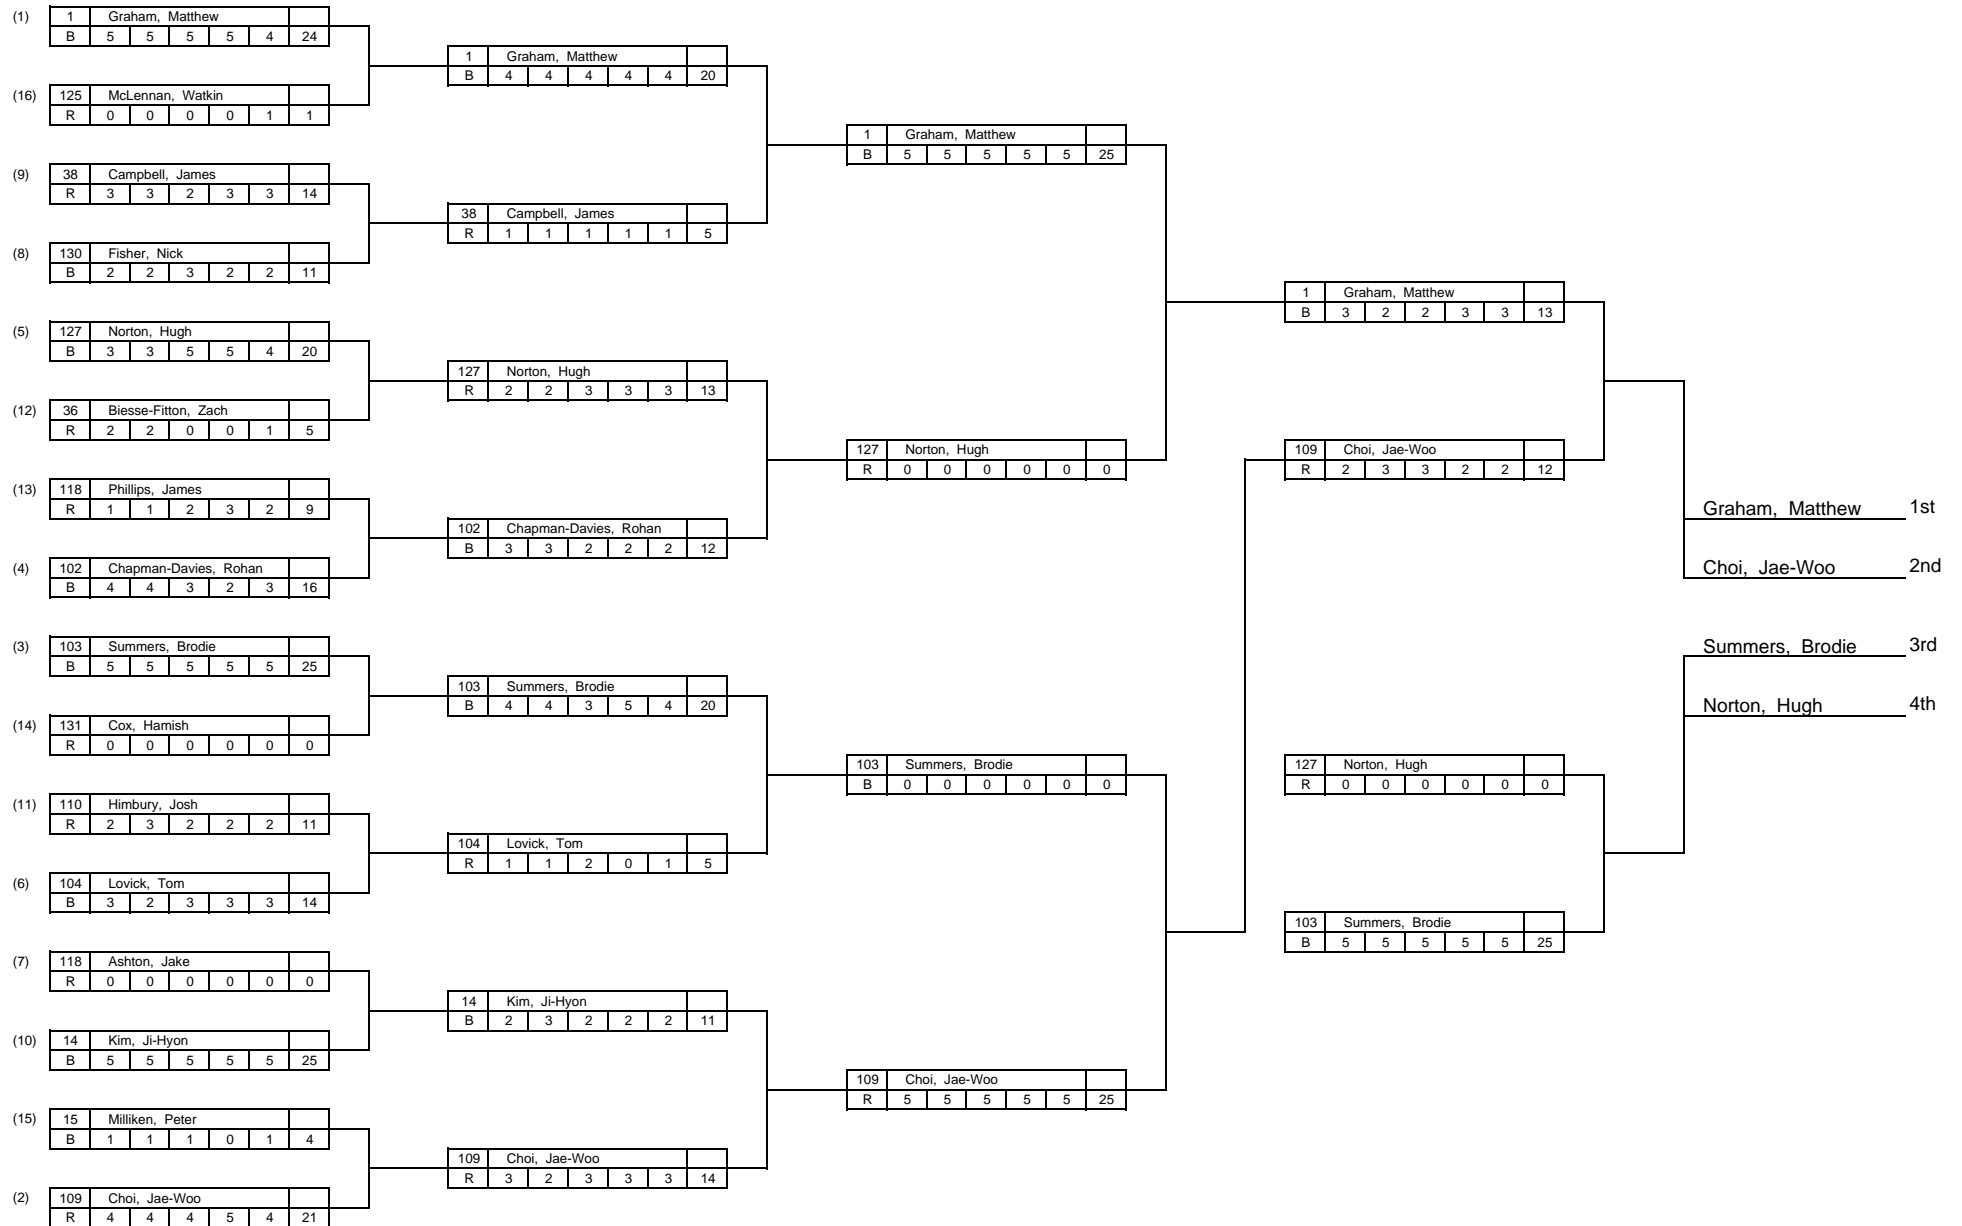 (1) 1 Graham, Matthew
B 5 5 5 5 4 24
(16) 125 McLennan, Watkin
R 0 0 0 0 1 1
(9) 38 Campbell, James
R 3 3 2 3 3 14
(8) 130 Fisher, Nick
B 2 2 3 2 2 11
(5) 127 Norton, Hugh
B 3 3 5 5 4 20
(12) 36 Biesse-Fitton, Zach
R 2 2 0 0 1 5
(13) 118 Phillips, James
R 1 1 2 3 2 9
(4) 102 Chapman-Davies, Rohan
B 4 4 3 2 3 16
(3) 103 Summers, Brodie
B 5 5 5 5 5 25
(14) 131 Cox, Hamish
R 0 0 0 0 0 0
(11) 110 Himbury, Josh
R 2 3 2 2 2 11
(6) 104 Lovick, Tom
B 3 2 3 3 3 14
(7) 118 Ashton, Jake
R 0 0 0 0 0 0
(10) 14 Kim, Ji-Hyon
B 5 5 5 5 5 25
(15) 15 Milliken, Peter
B 1 1 1 0 1 4
(2) 109 Choi, Jae-Woo
R 4 4 4 5 4 21
1 Graham, Matthew
B 4 4 4 4 4 20
38 Campbell, James
R 1 1 1 1 1 5
127 Norton, Hugh
R 2 2 3 3 3 13
102 Chapman-Davies, Rohan
B 3 3 2 2 2 12
103 Summers, Brodie
B 4 4 3 5 4 20
104 Lovick, Tom
R 1 1 2 0 1 5
14 Kim, Ji-Hyon
B 2 3 2 2 2 11
109 Choi, Jae-Woo
R 3 2 3 3 3 14
1 Graham, Matthew
B 5 5 5 5 5 25
127 Norton, Hugh
R 0 0 0 0 0 0
103 Summers, Brodie
B 0 0 0 0 0 0
109 Choi, Jae-Woo
R 5 5 5 5 5 25
1 Graham, Matthew
B 3 2 2 3 3 13
109 Choi, Jae-Woo
R 2 3 3 2 2 12
127 Norton, Hugh
R 0 0 0 0 0 0
103 Summers, Brodie
B 5 5 5 5 5 25
Graham, Matthew 1st
Choi, Jae-Woo 2nd
Summers, Brodie 3rd
Norton, Hugh 4th